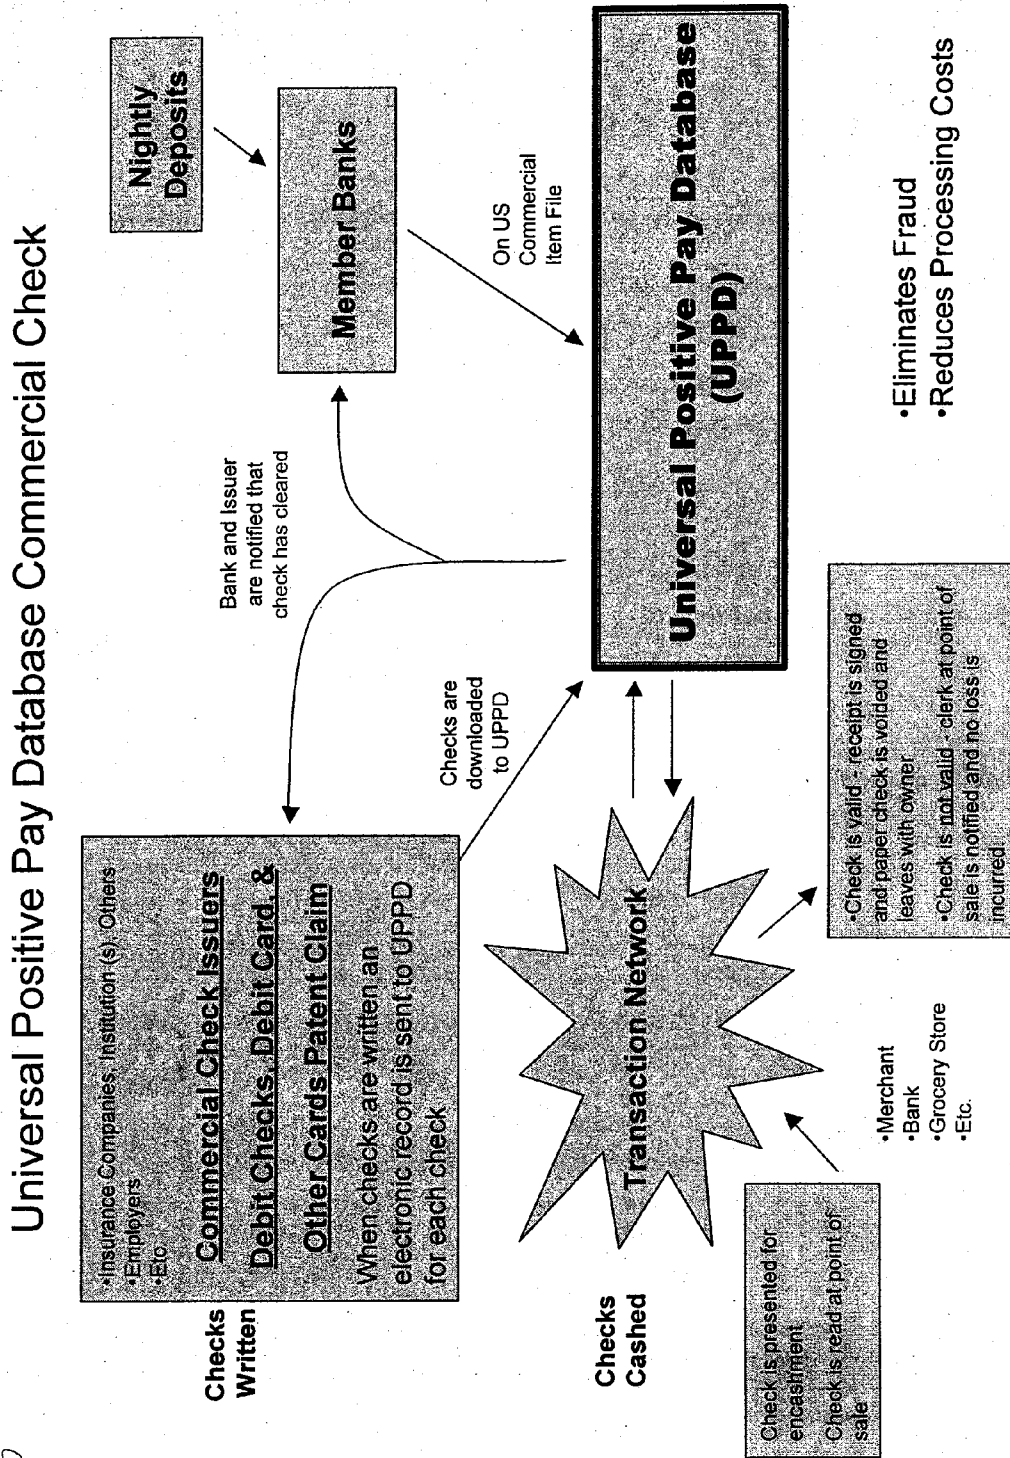 Universal Positive Pay Database Commercial Check
Checks
Written
•Insurance Companies, Institution (s), Others
•Employers
•Etc
Commercial Check Issuers
Debit Checks, Debit Card, &
Other Cards Patent Claim
When checks are written an
electronic record is sent to UPPD
for each check
Bank and Issuer
are notified that
check has cleared
Nightly
Deposits
Member Banks
Checks are
downloaded
to UPPD
On US
Commercial
Item File
Checks
Cashed
Transaction Network
Universal Positive Pay Database
(UPPD)
Check is presented for
encashment
Check is read at point of
sale
•Merchant
•Bank
•Grocery Store
•Etc.
•Check is valid - receipt is signed
and paper check is voided and
leaves with owner
•Check is not valid - clerk at point of
sale is notified and no loss is
incurred
•Eliminates Fraud
•Reduces Processing Costs